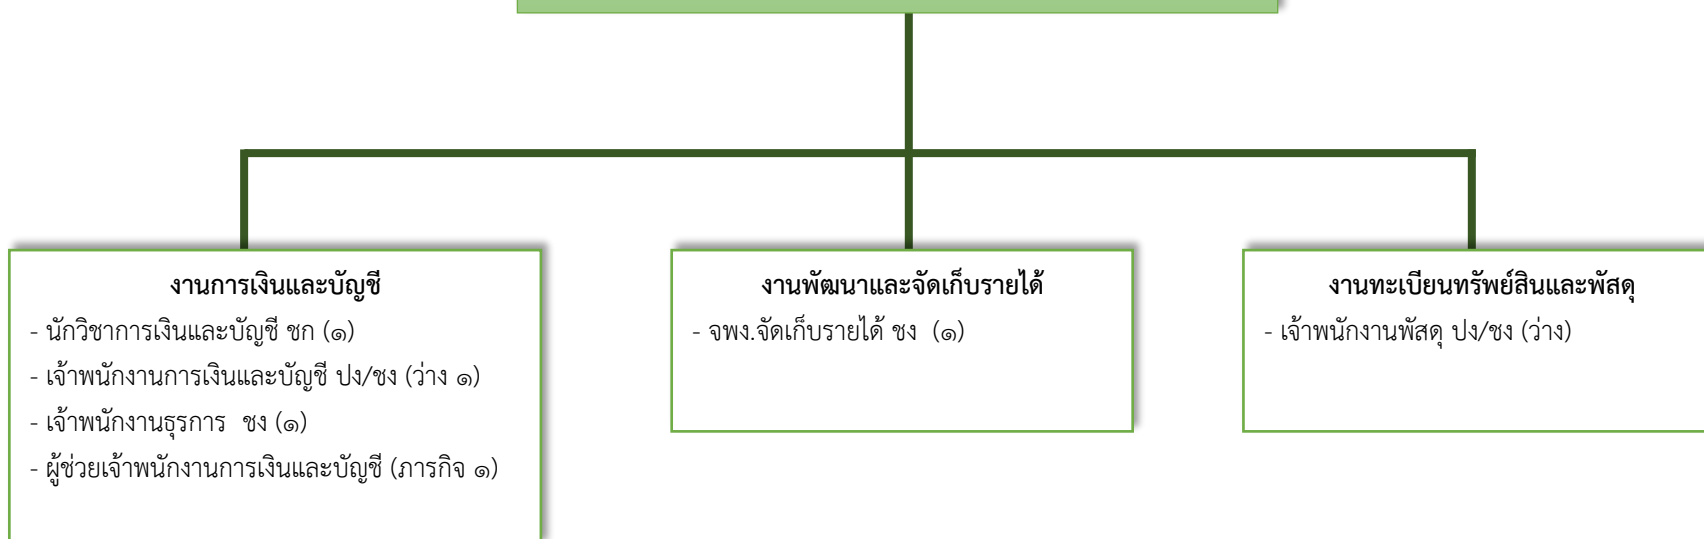 งานการเงินและบัญชี
- นักวิชาการเงินและบัญชี ชก (๑)
- เจ้าพนักงานการเงินและบัญชี ปง/ชง (ว่าง ๑)
- เจ้าพนักงานธุรการ  ชง (๑)
- ผู้ช่วยเจ้าพนักงานการเงินและบัญชี (ภารกิจ ๑)
งานพัฒนาและจัดเก็บรายได้
- จพง.จัดเก็บรายได้ ชง  (๑)
งานทะเบียนทรัพย์สินและพัสดุ
- เจ้าพนักงานพัสดุ ปง/ชง (ว่าง)